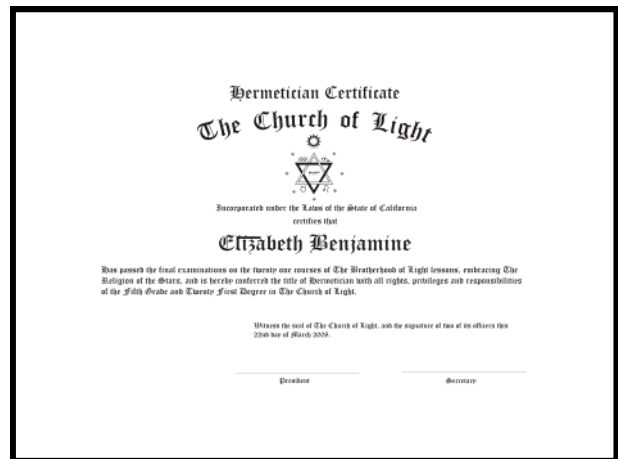 Hermetician Certificate
The Church of Light
Incorporated under the Laws of the State of California
certifies that
Elizabeth Benjamine
Has passed the final examinations on the twenty one courses of The Brotherhood of Light lessons, embracing The
Religion of the Stars, and is hereby conferred the title of Hermetician with all rights, privileges and responsibilities
of the Fifth Grade and Twenty First Degree in The Church of Light.
Witness the seal of The Church of Light, and the signature of two of its officers this
22nd day of March 2008.
President
Secretary